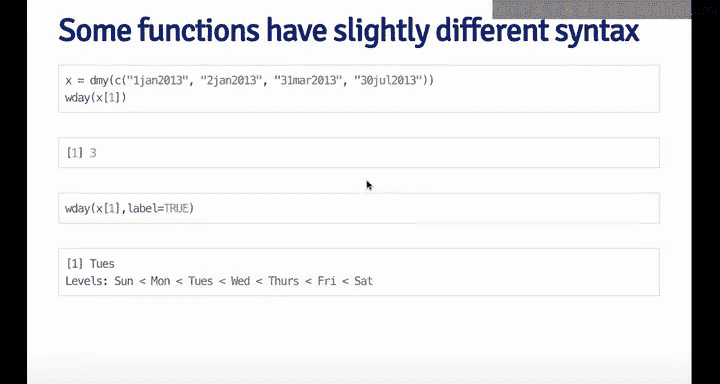 Some functions have slightly different syntax
x = dmy(c("1jan2013", "2jan2013", "31mar2013", "30jul2013"))
wday(x[1])
[1] 3
wday(x[1],label=TRUE)
[1] Tues
Levels: Sun < Mon < Tues < Wed < Thurs < Fri < Sat